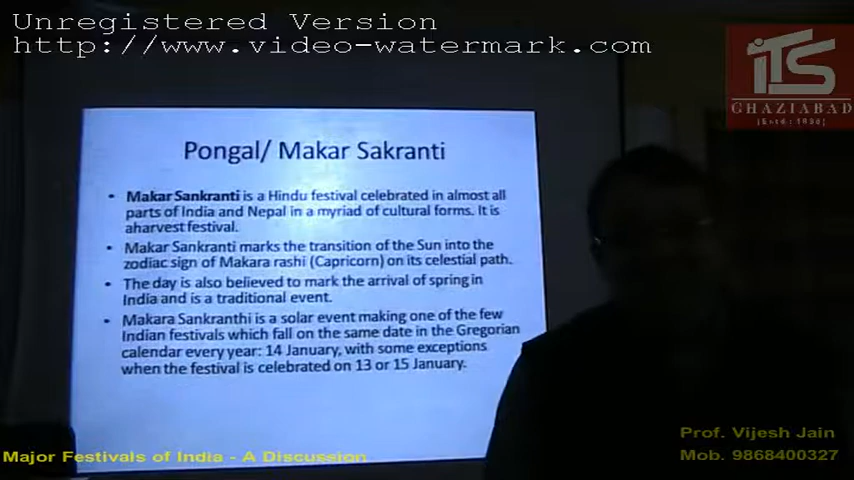 Unregistered Version
http://www.video-watermark.com
iTS
GHAZIABAD
(Estd : 1995)
Pongal/ Makar Sakranti
• Makar Sankranti is a Hindu festival celebrated in almost all
parts of India and Nepal in a myriad of cultural forms. It is
aharvest festival.
• Makar Sankranti marks the transition of the Sun into the
zodiac sign of Makara rashi (Capricorn) on its celestial path.
• The day is also believed to mark the arrival of spring in
India and is a traditional event.
• Makara Sankranthi is a solar event making one of the few
Indian festivals which fall on the same date in the Gregorian
calendar every year: 14 January, with some exceptions
when the festival is celebrated on 13 or 15 January.
Prof. Vijesh Jain
Major Festivals of India - A Discussion
Mob. 9868400327